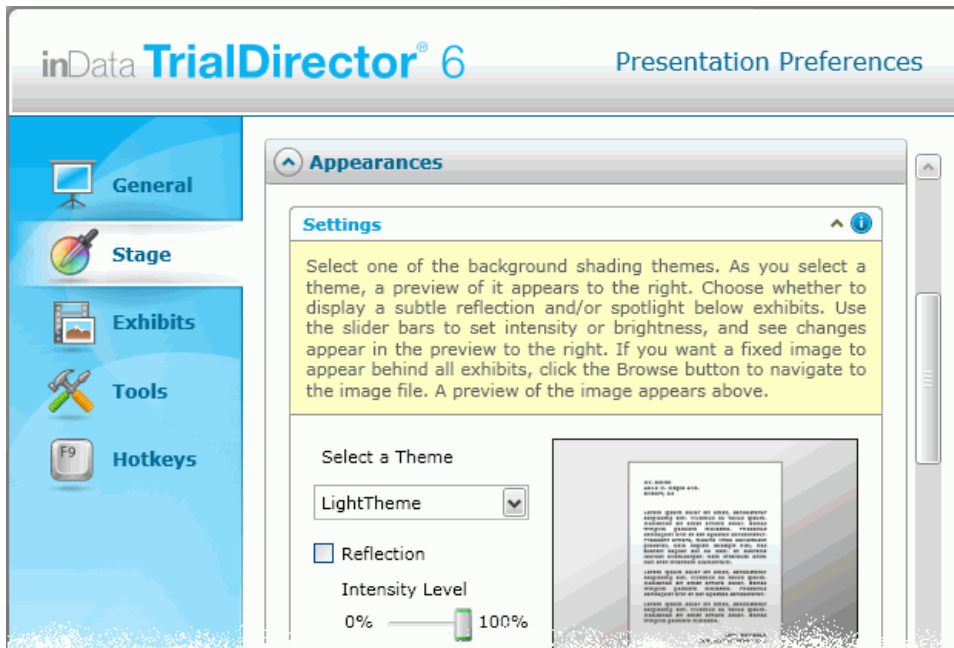 inData TrialDirector® 6
Presentation Preferences
General
Stage
Exhibits
Tools
F9
Hotkeys
Appearances
Settings
Select one of the background shading themes. As you select a
theme, a preview of it appears to the right. Choose whether to
display a subtle reflection and/or spotlight below exhibits. Use
the slider bars to set intensity or brightness, and see changes
appear in the preview to the right. If you want a fixed image to
appear behind all exhibits, click the Browse button to navigate to
the image file. A preview of the image appears above.
Select a Theme
LightTheme
Reflection
Intensity Level
0% 100%